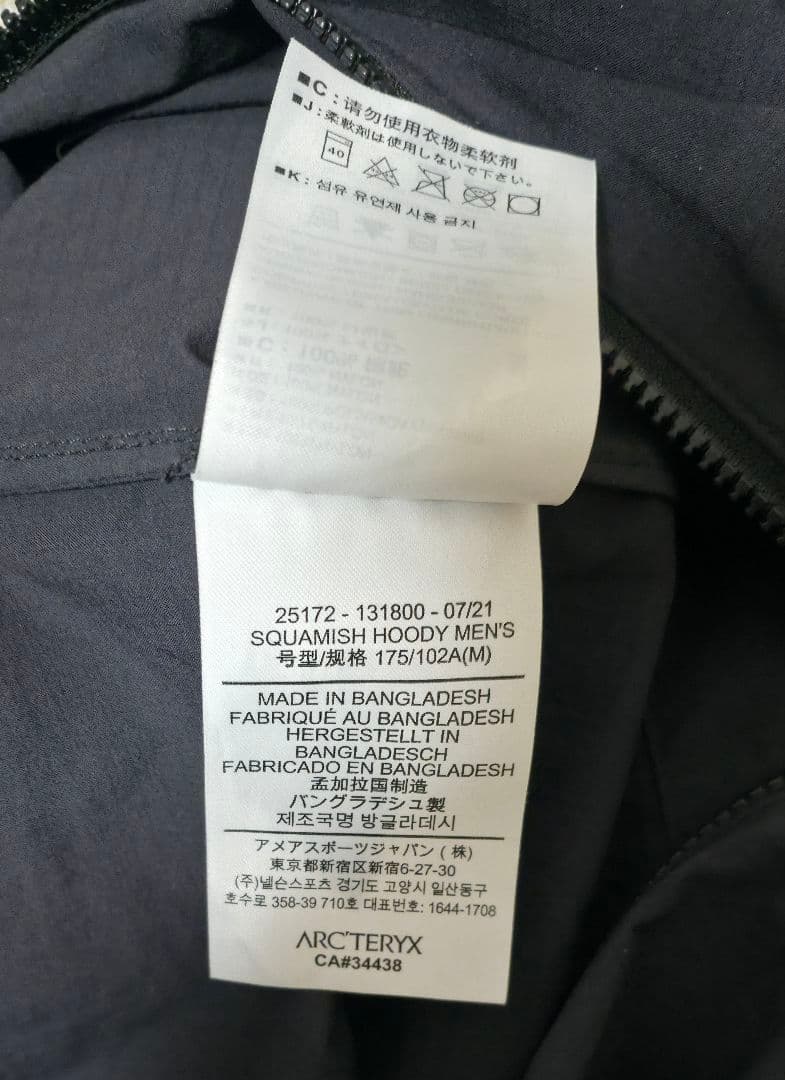 ■C：请勿使用衣物柔软剂
■J：柔軟剤は使用しないで下さい。
40
■K：섬유 유연제 사용 금지
25172 - 131800 - 07/21
SQUAMISH HOODY MEN'S
号型/规格 175/102A(M)
MADE IN BANGLADESH
FABRIQUÉ AU BANGLADESH
HERGESTELLT IN
BANGLADESCH
FABRICADO EN BANGLADESH
孟加拉国制造
バングラデシュ製
제조국명 방글라데시
アメアスポーツジャパン (株)
東京都新宿区新宿6-27-30
(주)넬슨스포츠 경기도 고양시 일산동구
호수로 358-39 710호 대표번호: 1644-1708
ARC'TERYX
CA#34438